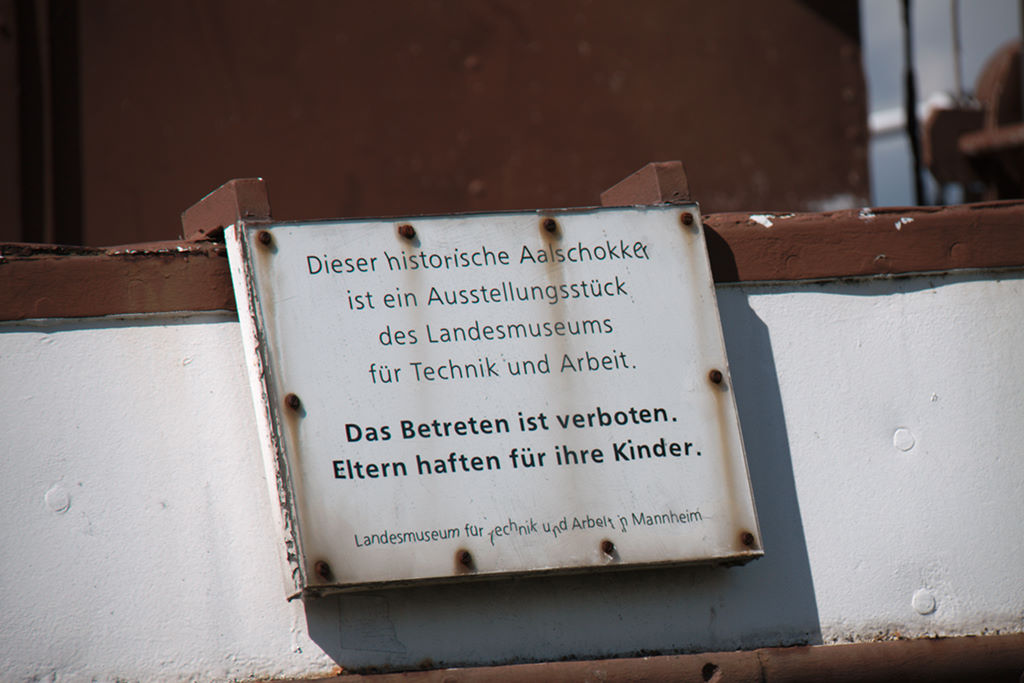 Dieser historische Aalschokker
ist ein Ausstellungsstück
des Landesmuseums
für Technik und Arbeit.
Das Betreten ist verboten.
Eltern haften für ihre Kinder.
Landesmuseum für Technik und Arbeit in Mannheim